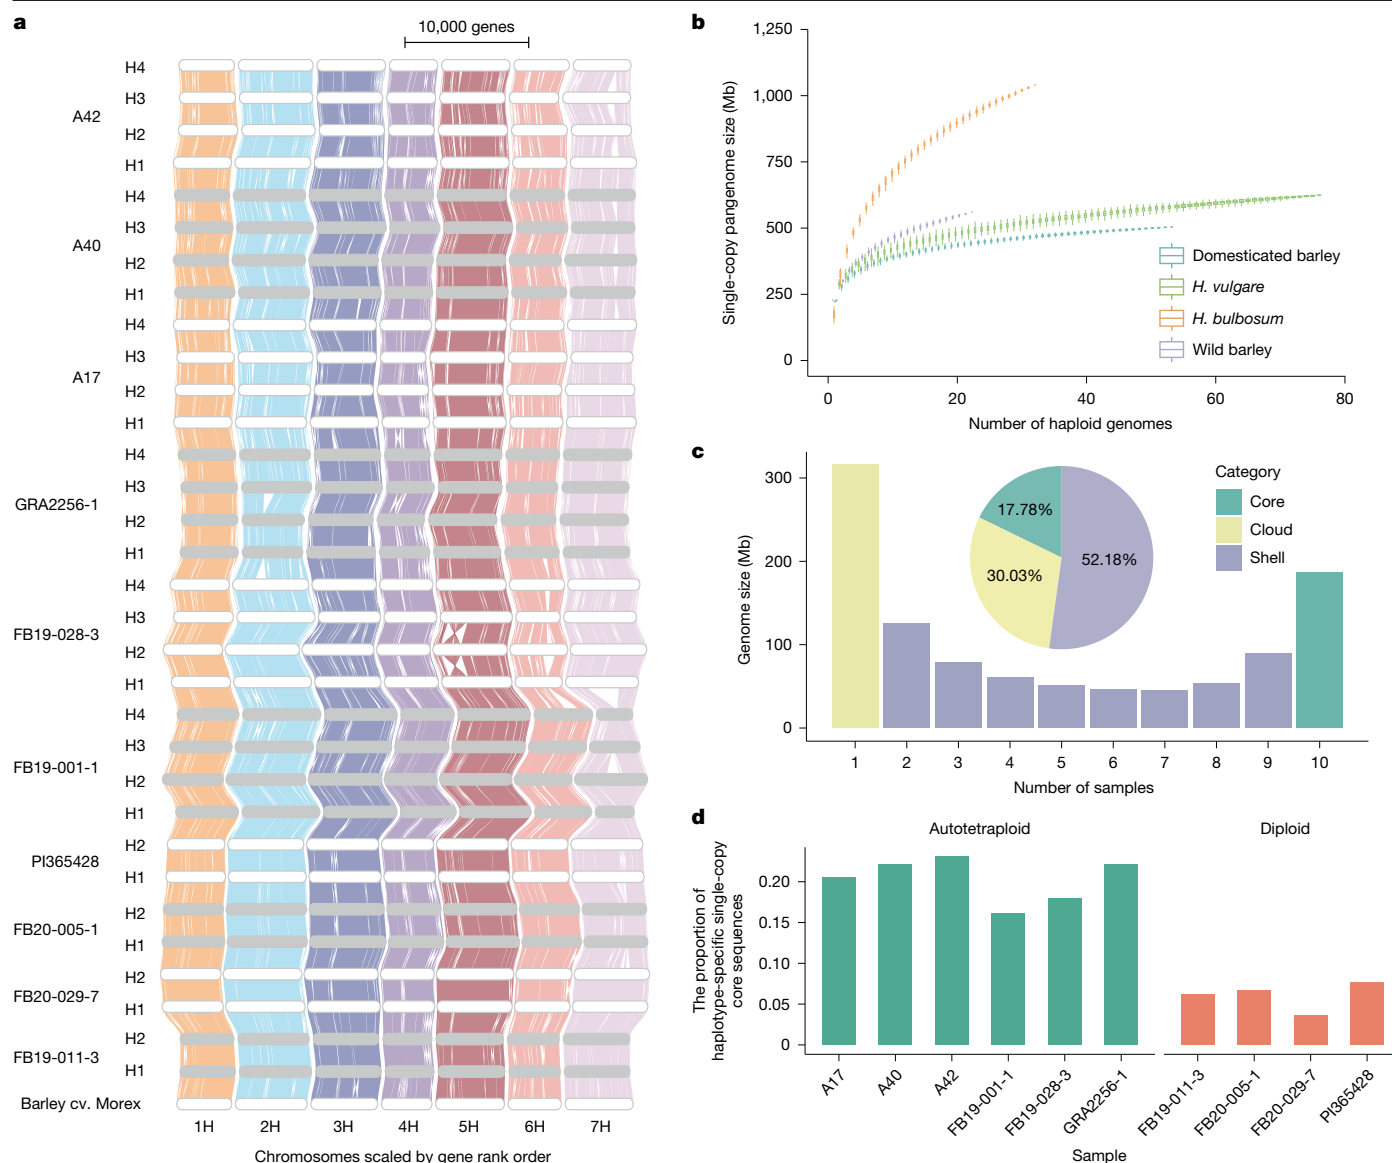 a
10,000 genes
H4
H3
A42
H2
H1
H4
H3
A40
H2
H1
H4
H3
A17
H2
H1
H4
H3
GRA2256-1
H2
H1
H4
H3
FB19-028-3
H2
H1
H4
H3
FB19-001-1
H2
H1
H2
PI365428
H1
H2
FB20-005-1
H1
H2
FB20-029-7
H1
H2
FB19-011-3
H1
Barley cv. Morex
1H 2H 3H 4H 5H 6H 7H
Chromosomes scaled by gene rank order
b
Single-copy pangenome size (Mb)
1,250
1,000
750
500
250
0
0 20 40 60 80
Number of haploid genomes
Domesticated barley
H. vulgare
H. bulbosum
Wild barley
c
Genome size (Mb)
300
200
100
0
1 2 3 4 5 6 7 8 9 10
Number of samples
17.78%
30.03%
52.18%
Category
Core
Cloud
Shell
d
Autotetraploid
Diploid
The proportion of
haplotype-specific single-copy
core sequences
0.20
0.15
0.10
0.05
0
A17
A40
A42
FB19-001-1
FB19-028-3
GRA2256-1
FB19-011-3
FB20-005-1
FB20-029-7
PI365428
Sample